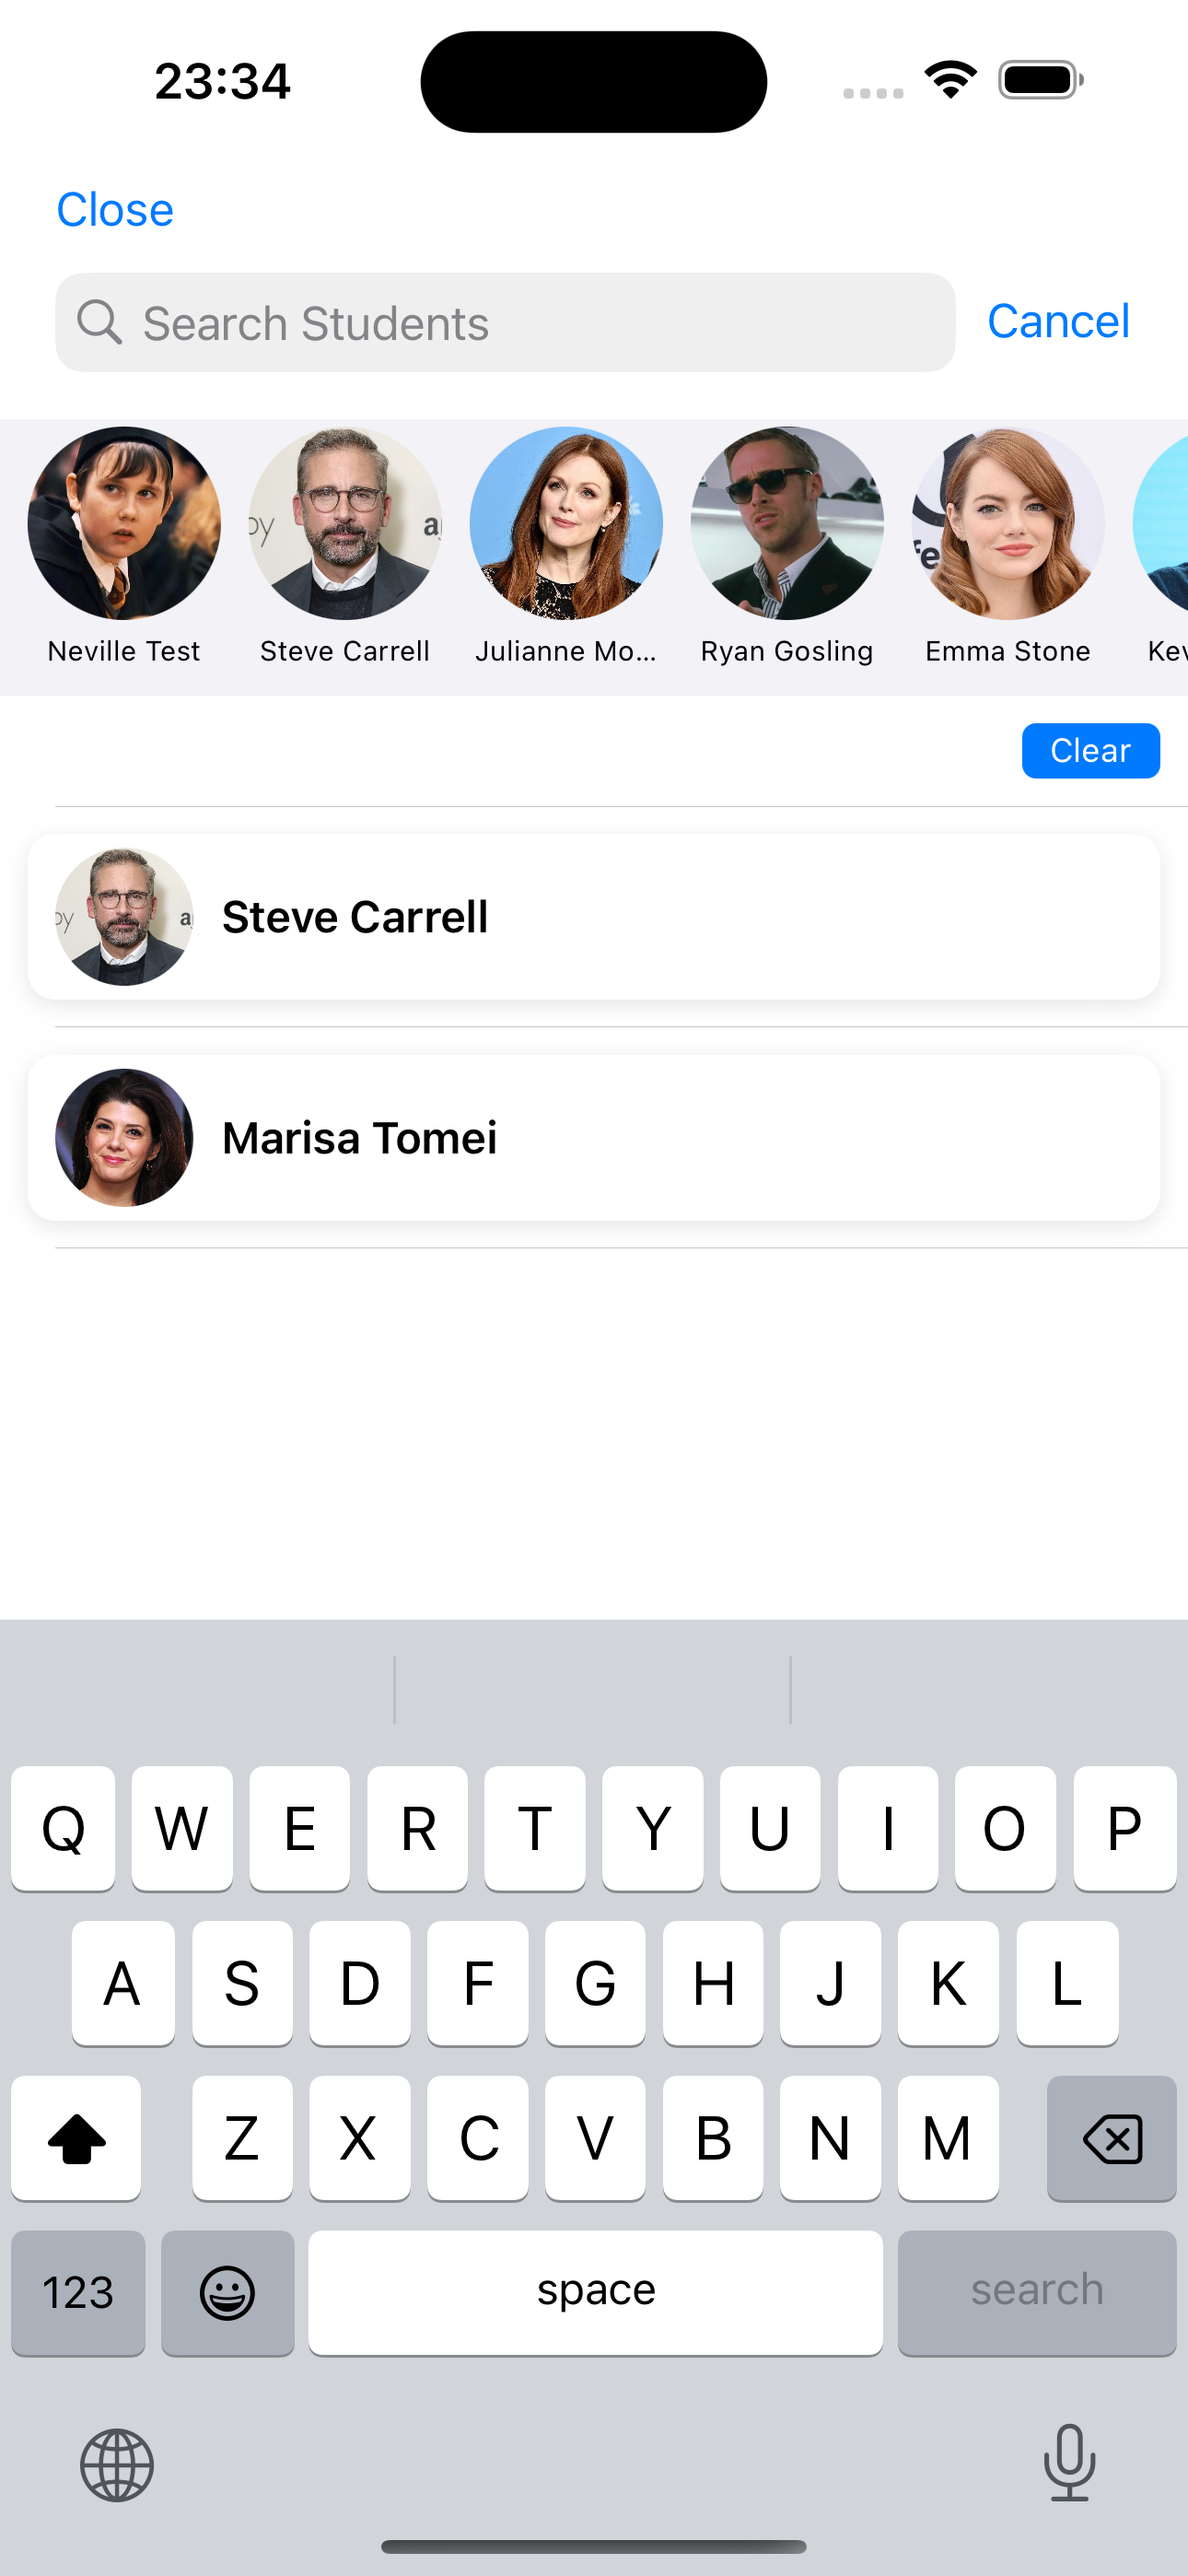 23:34
Close
Search Students
Cancel
Neville Test
Steve Carrell
Julianne Mo...
Ryan Gosling
Emma Stone
Kev
Clear
Steve Carrell
Marisa Tomei
Q W E R T Y U I O P
A S D F G H J K L
Z X C V B N M
123
space
search